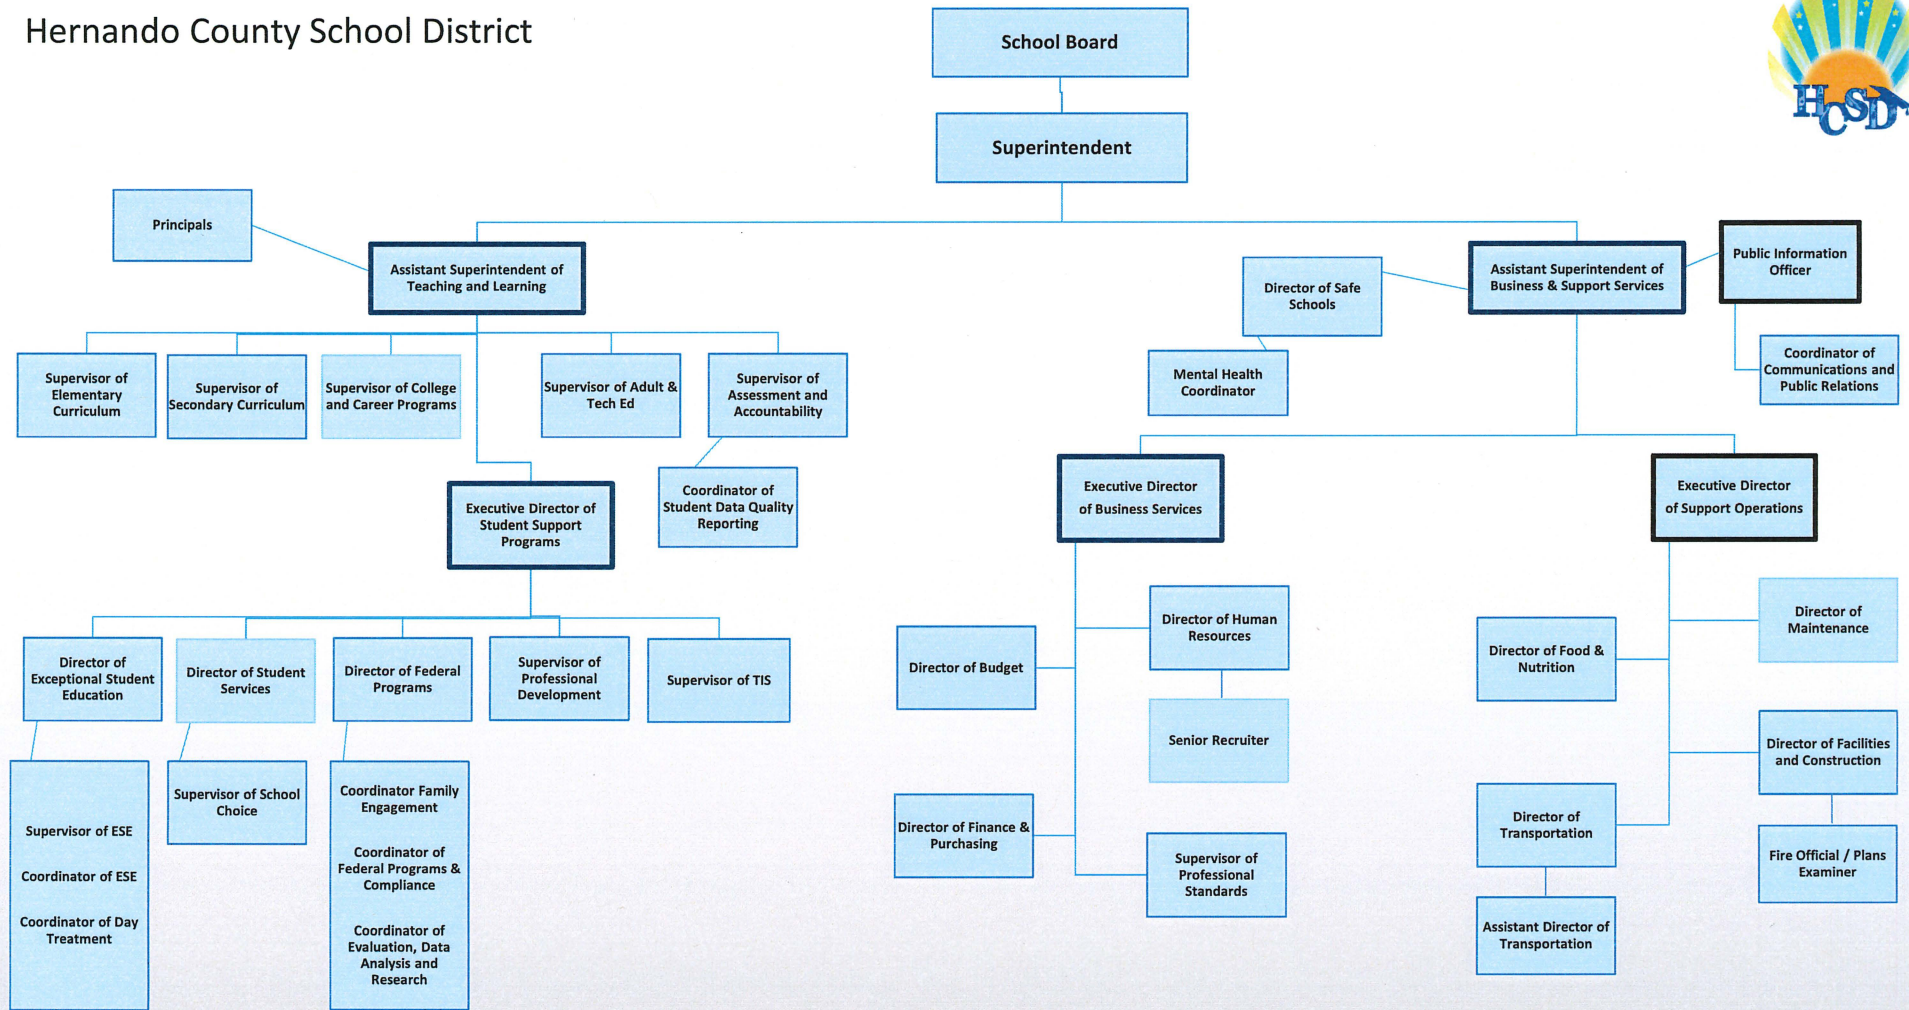 Hernando County School District
School Board
HCSD
Superintendent
Principals
Assistant Superintendent of
Teaching and Learning
Assistant Superintendent of
Business & Support Services
Public Information
Officer
Director of Safe
Schools
Mental Health
Coordinator
Coordinator of
Communications and
Public Relations
Supervisor of
Elementary
Curriculum
Supervisor of
Secondary Curriculum
Supervisor of College
and Career Programs
Supervisor of Adult &
Tech Ed
Supervisor of
Assessment and
Accountability
Coordinator of
Student Data Quality
Reporting
Executive Director of
Student Support
Programs
Executive Director
of Business Services
Executive Director
of Support Operations
Director of
Exceptional Student
Education
Director of Student
Services
Director of Federal
Programs
Supervisor of
Professional
Development
Supervisor of TIS
Supervisor of ESE
Coordinator of ESE
Coordinator of Day
Treatment
Supervisor of School
Choice
Coordinator Family
Engagement
Coordinator of
Federal Programs &
Compliance
Coordinator of
Evaluation, Data
Analysis and
Research
Director of Budget
Director of Human
Resources
Senior Recruiter
Director of Finance &
Purchasing
Supervisor of
Professional
Standards
Director of Food &
Nutrition
Director of
Maintenance
Director of Facilities
and Construction
Director of
Transportation
Fire Official / Plans
Examiner
Assistant Director of
Transportation